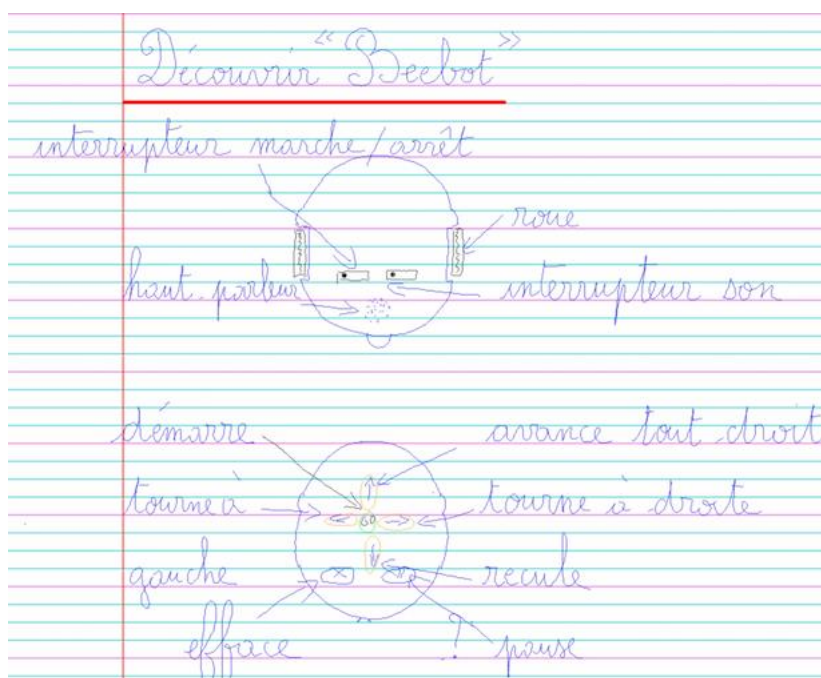 Découvrir "Beebot"
interrupteur marche/arrêt
roue
haut-parleur
interrupteur son
démarre
avance tout droit
tourne à gauche
GO
tourne à droite
recule
efface
?
pause